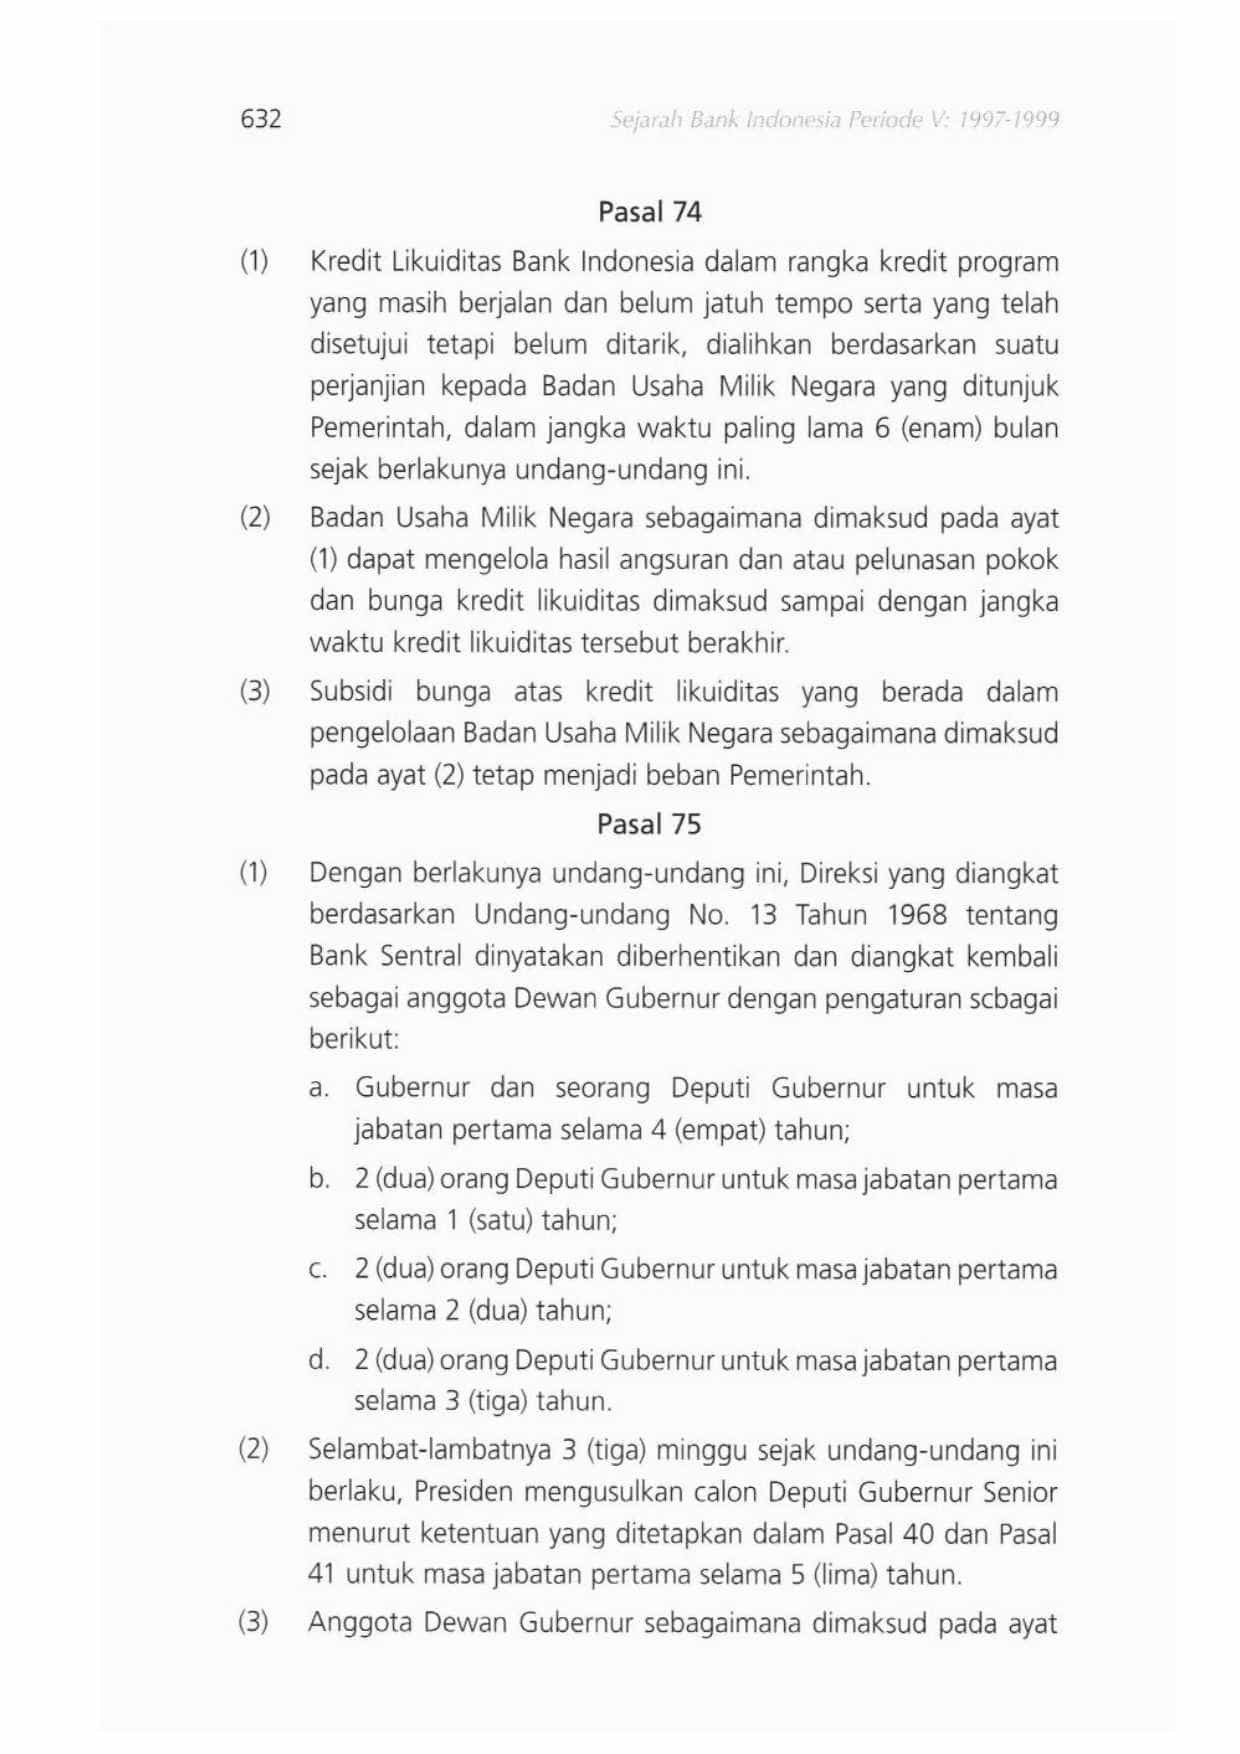 632 Sejarah Bank Indonesia Periode V: 1997-1999
Pasal 74
(1) Kredit Likuiditas Bank Indonesia dalam rangka kredit program
yang masih berjalan dan belum jatuh tempo serta yang telah
disetujui tetapi belum ditarik, dialihkan berdasarkan suatu
perjanjian kepada Badan Usaha Milik Negara yang ditunjuk
Pemerintah, dalam jangka waktu paling lama 6 (enam) bulan
sejak berlakunya undang-undang ini.
(2) Badan Usaha Milik Negara sebagaimana dimaksud pada ayat
(1) dapat mengelola hasil angsuran dan atau pelunasan pokok
dan bunga kredit likuiditas dimaksud sampai dengan jangka
waktu kredit likuiditas tersebut berakhir.
(3) Subsidi bunga atas kredit likuiditas yang berada dalam
pengelolaan Badan Usaha Milik Negara sebagaimana dimaksud
pada ayat (2) tetap menjadi beban Pemerintah.
Pasal 75
(1) Dengan berlakunya undang-undang ini, Direksi yang diangkat
berdasarkan Undang-undang No. 13 Tahun 1968 tentang
Bank Sentral dinyatakan diberhentikan dan diangkat kembali
sebagai anggota Dewan Gubernur dengan pengaturan scbagai
berikut:
a. Gubernur dan seorang Deputi Gubernur untuk masa
jabatan pertama selama 4 (empat) tahun;
b. 2 (dua) orang Deputi Gubernur untuk masa jabatan pertama
selama 1 (satu) tahun;
c. 2 (dua) orang Deputi Gubernur untuk masa jabatan pertama
selama 2 (dua) tahun;
d. 2 (dua) orang Deputi Gubernur untuk masa jabatan pertama
selama 3 (tiga) tahun.
(2) Selambat-lambatnya 3 (tiga) minggu sejak undang-undang ini
berlaku, Presiden mengusulkan calon Deputi Gubernur Senior
menurut ketentuan yang ditetapkan dalam Pasal 40 dan Pasal
41 untuk masa jabatan pertama selama 5 (lima) tahun.
(3) Anggota Dewan Gubernur sebagaimana dimaksud pada ayat